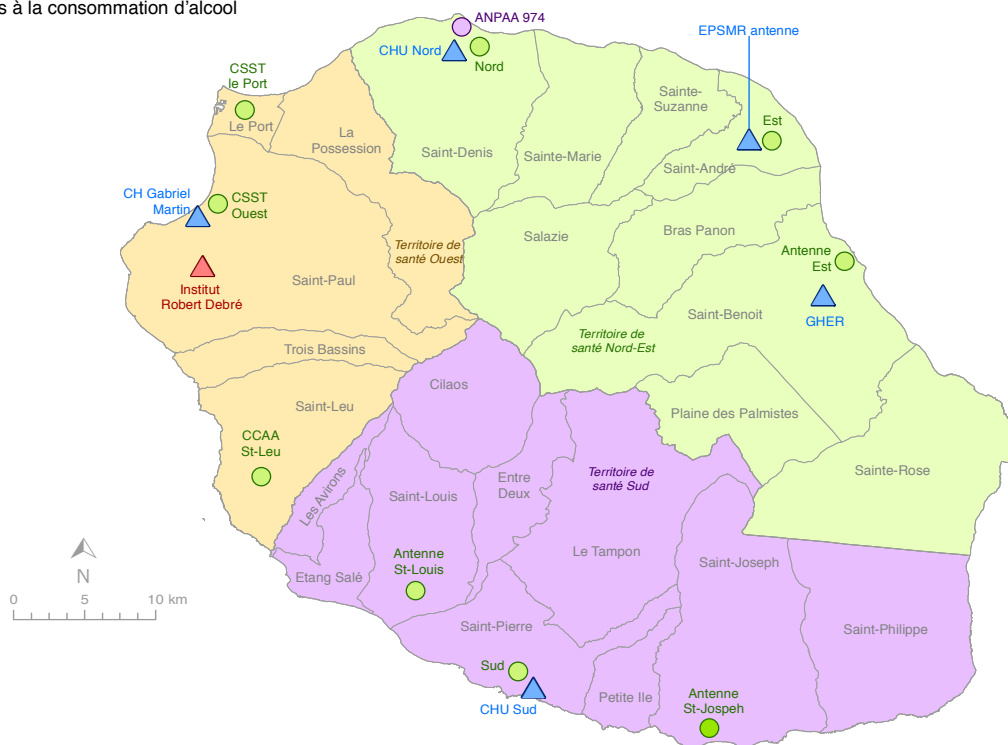 s à la consommation d'alcool
ANPAA 974
EPSMR antenne
CHU Nord
Nord
CSST
le Port
Le Port
La
Possession
Saint-Denis
Sainte-Marie
Sainte-
Suzanne
Est
Saint-André
CH Gabriel
Martin
CSST
Ouest
Territoire de
santé Ouest
Salazie
Bras Panon
Antenne
Est
Institut
Robert Debré
Saint-Paul
Saint-Benoit
GHER
Territoire de
santé Nord-Est
Trois Bassins
Cilaos
Saint-Leu
Plaine des Palmistes
CCAA
St-Leu
Sainte-Rose
Les Avirons
Saint-Louis
Entre
Deux
Territoire de
santé Sud
Antenne
St-Louis
Le Tampon
Saint-Joseph
Etang Salé
N
0 5 10 km
Saint-Pierre
Saint-Philippe
Sud
CHU Sud
Petite Ile
Antenne
St-Jospeh